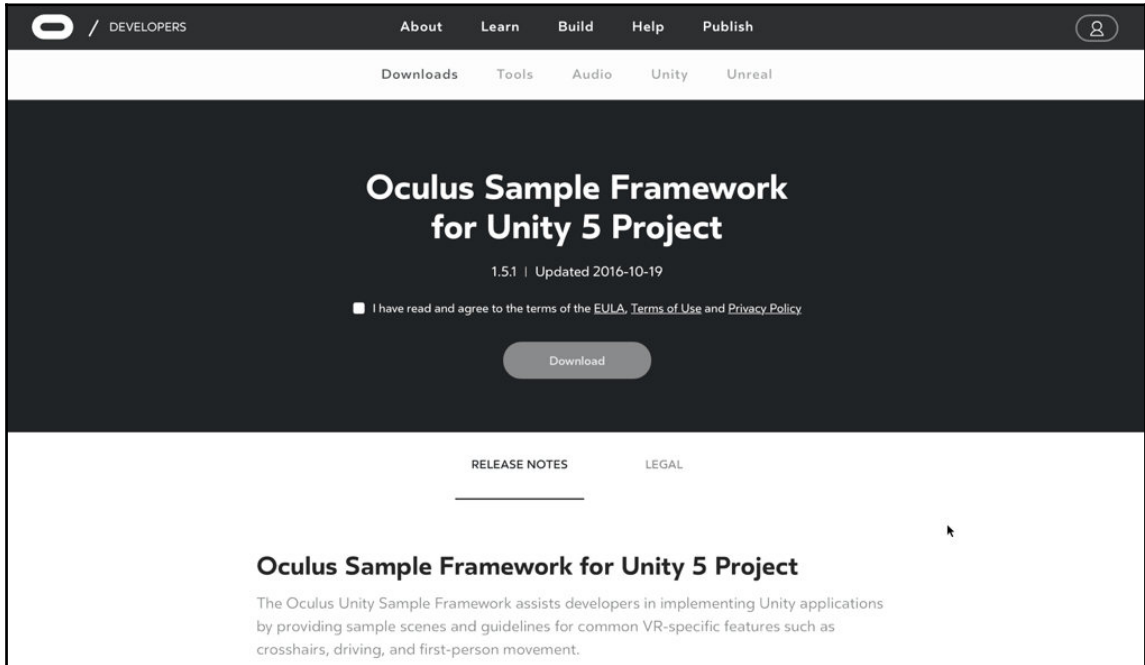 / DEVELOPERS About Learn Build Help Publish
Downloads Tools Audio Unity Unreal
Oculus Sample Framework
for Unity 5 Project
1.5.1 | Updated 2016-10-19
I have read and agree to the terms of the EULA, Terms of Use and Privacy Policy
Download
RELEASE NOTES LEGAL
Oculus Sample Framework for Unity 5 Project
The Oculus Unity Sample Framework assists developers in implementing Unity applications
by providing sample scenes and guidelines for common VR-specific features such as
crosshairs, driving, and first-person movement.